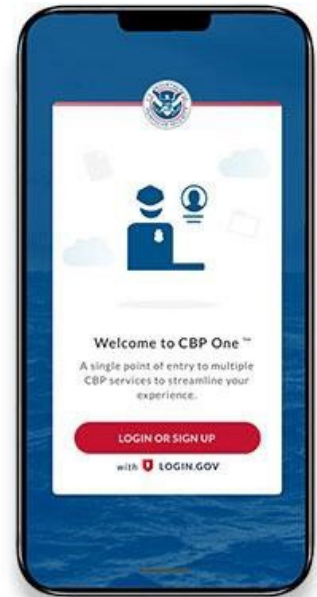 Welcome to CBP One™
A single point of entry to multiple
CBP services to streamline your
experience.
LOGIN OR SIGN UP
with LOGIN.GOV